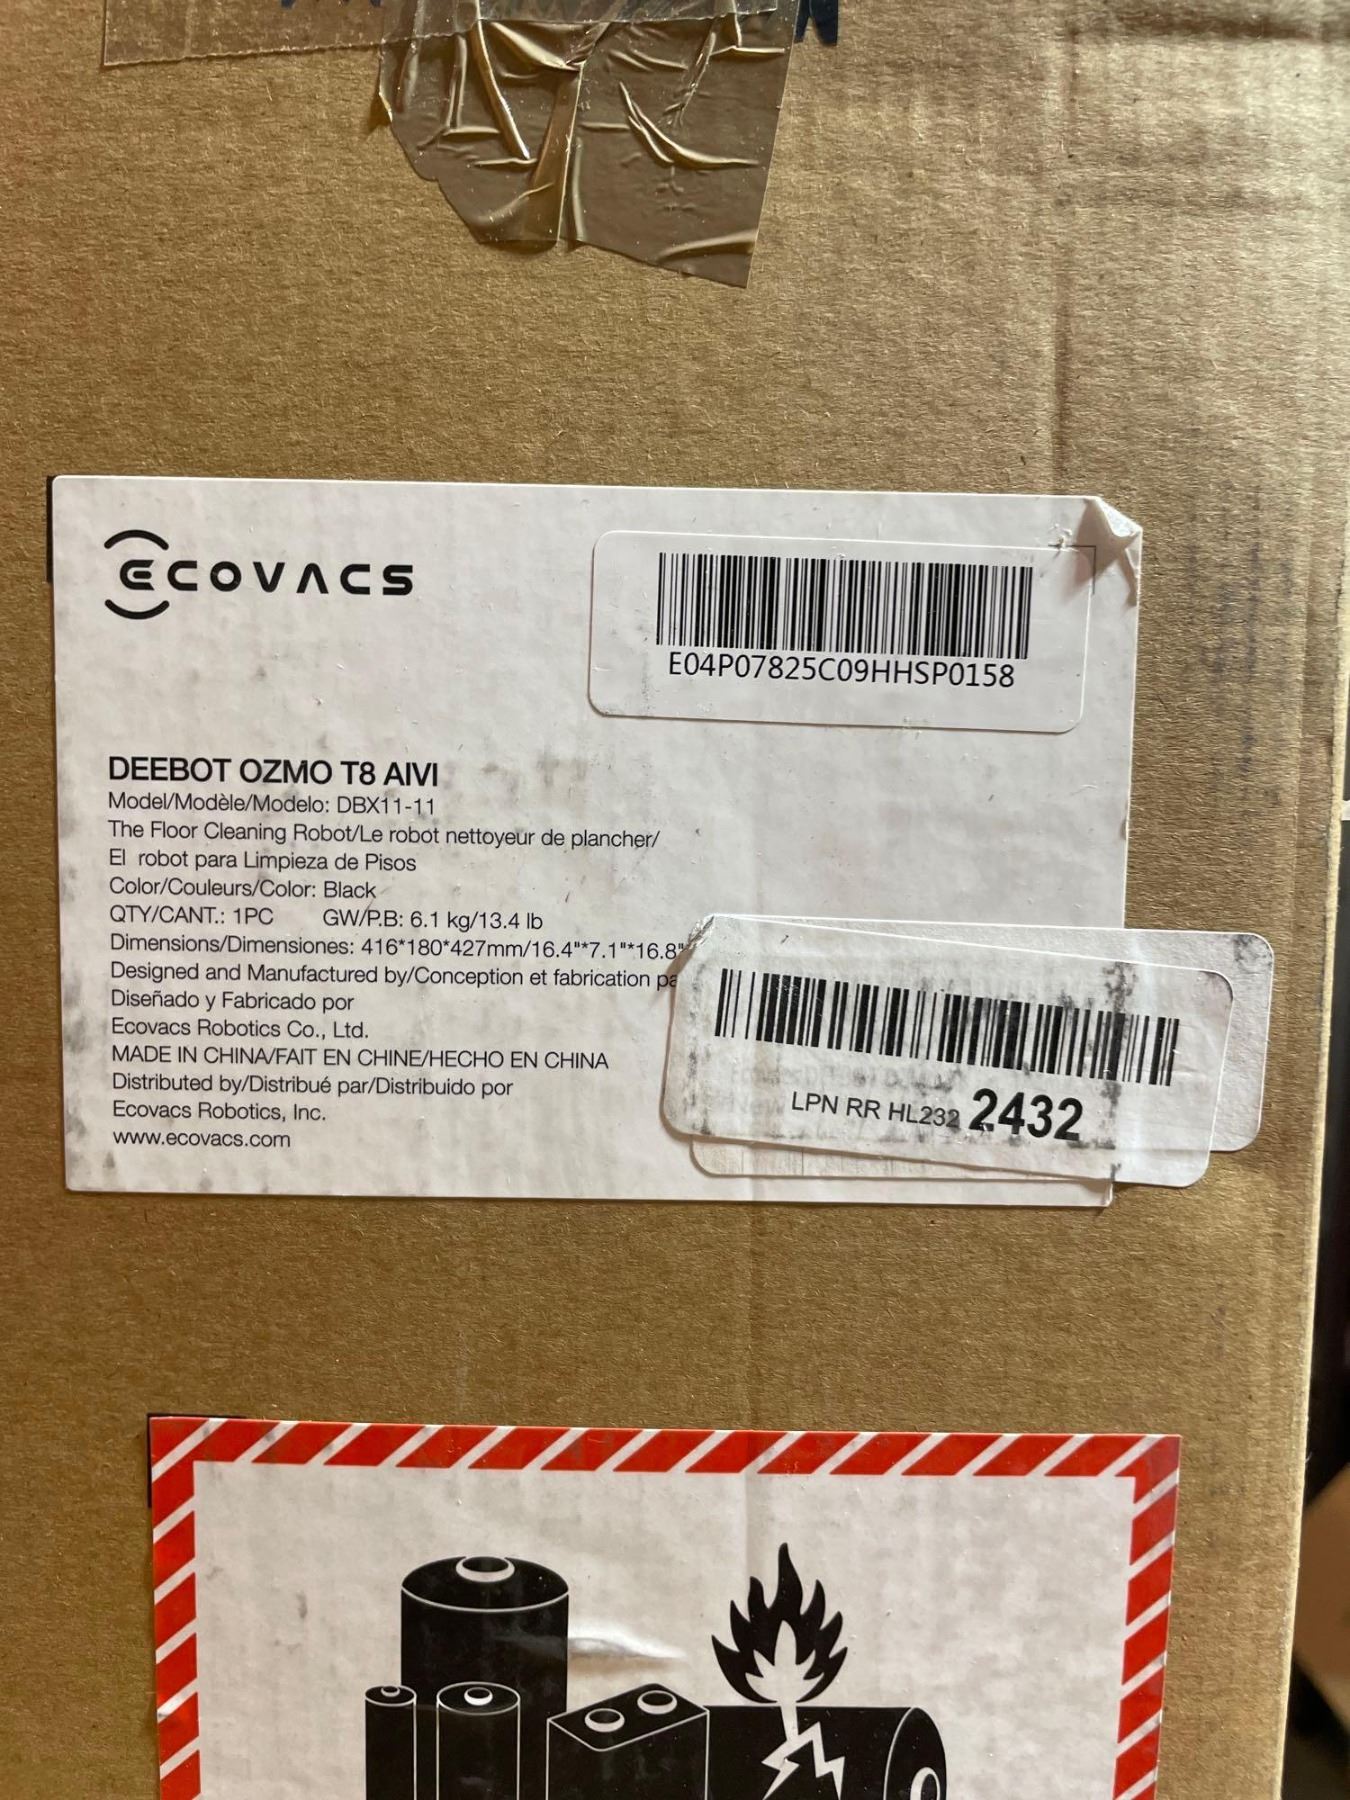 ECOVACS
E04P07825C09HHSP0158
DEEBOT OZMO T8 AIVI
Model/Modèle/Modelo: DBX11-11
The Floor Cleaning Robot/Le robot nettoyeur de plancher/
El robot para Limpieza de Pisos
Color/Couleurs/Color: Black
QTY/CANT.: 1PC GW/P.B: 6.1 kg/13.4 lb
Dimensions/Dimensiones: 416*180*427mm/16.4"*7.1"*16.8"
Designed and Manufactured by/Conception et fabrication pa
Diseñado y Fabricado por
Ecovacs Robotics Co., Ltd.
MADE IN CHINA/FAIT EN CHINE/HECHO EN CHINA
Distributed by/Distribué par/Distribuido por
Ecovacs Robotics, Inc.
www.ecovacs.com
LPN RR HL232 2432